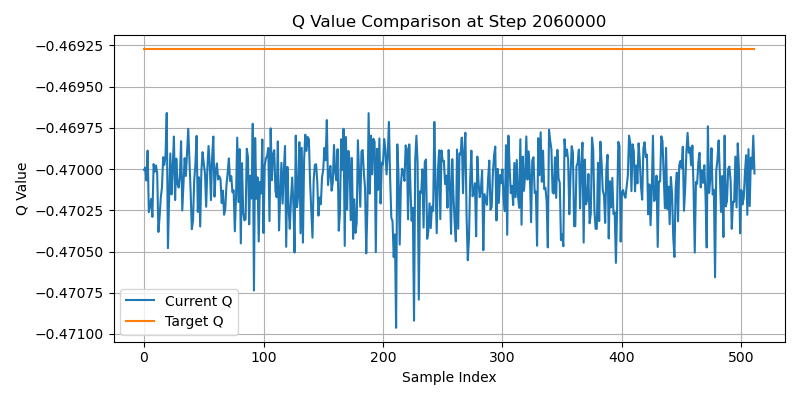 Q Value Comparison at Step 2060000
Q Value
−0.46925
−0.46950
−0.46975
−0.47000
−0.47025
−0.47050
−0.47075
−0.47100
Current Q
Target Q
0 100 200 300 400 500
Sample Index